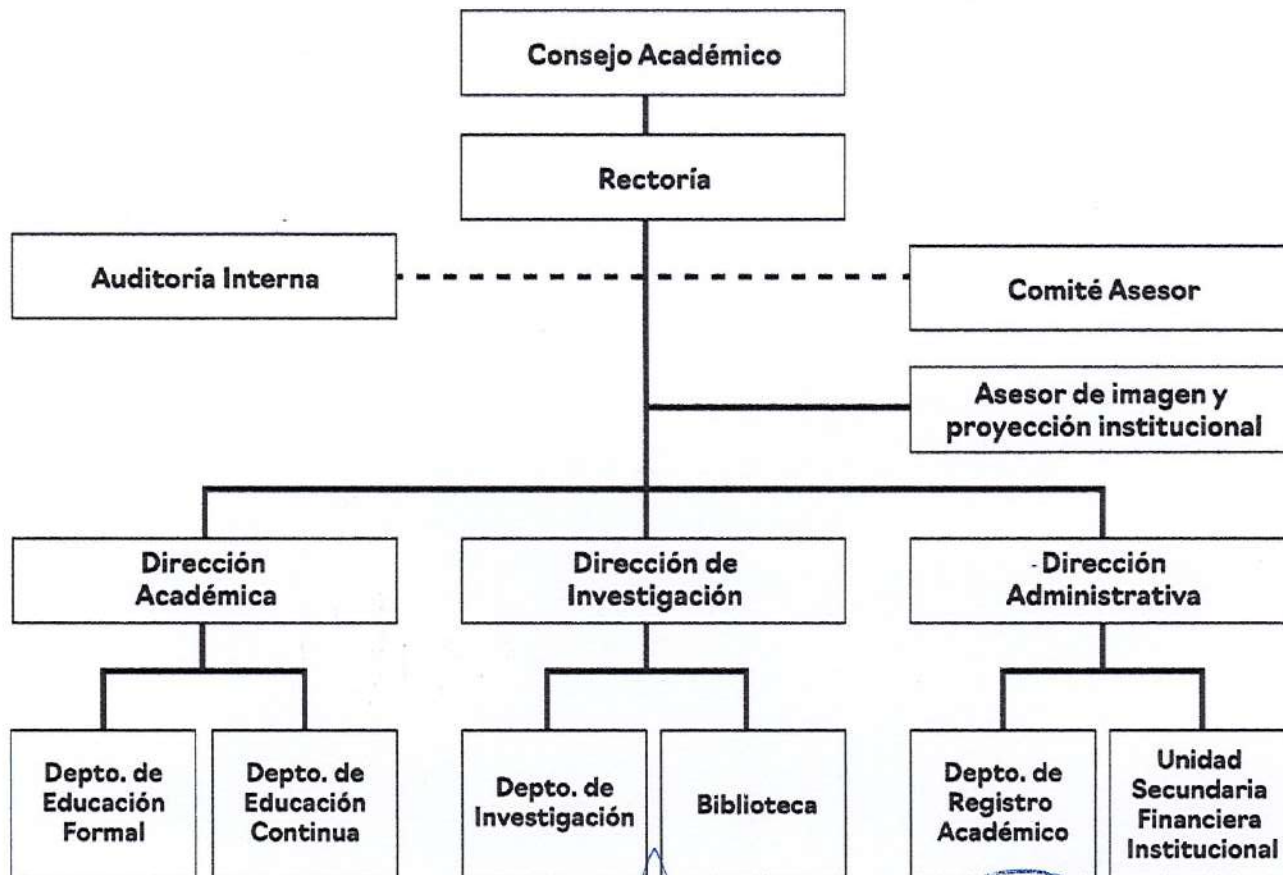 Consejo Académico
Rectoría
Auditoría Interna
Comité Asesor
Asesor de imagen y
proyección institucional
Dirección
Académica
Dirección de
Investigación
Dirección
Administrativa
Depto. de
Educación
Formal
Depto. de
Educación
Continua
Depto. de
Investigación
Biblioteca
Depto. de
Registro
Académico
Unidad
Secundaria
Financiera
Institucional